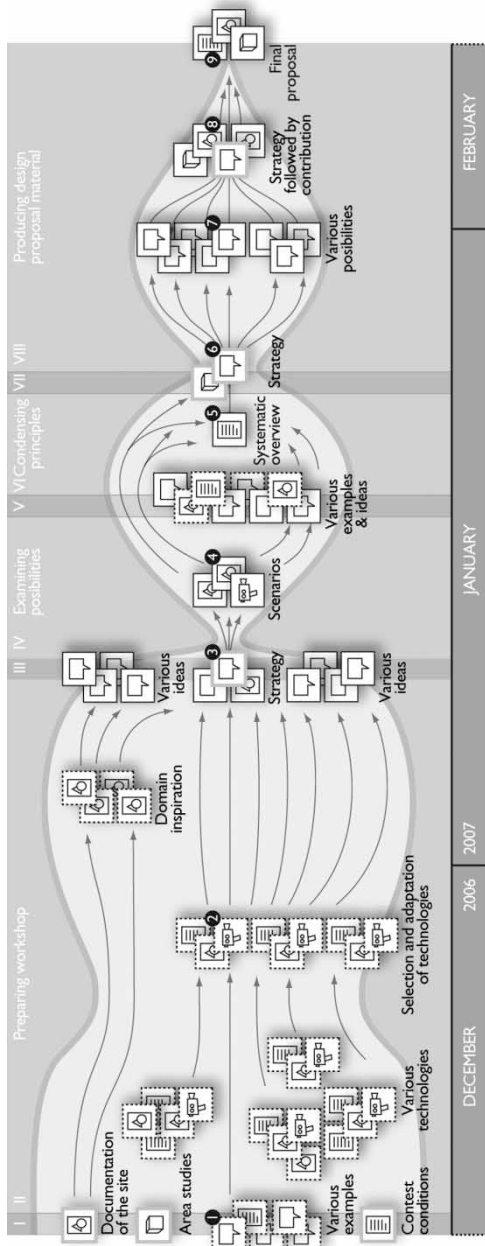 I
II
Preparing workshop
III
IV
Examining
posibilities
V
VI
Condensing
principles
VII
VIII
Producing design
proposal material
Documentation
of the site
Area studies
1
Various
examples
Contest
conditions
Various
technologies
2
Selection and adaptation
of technologies
Domain
inspiration
Various
ideas
3
Strategy
Various
ideas
4
Scenarios
Various
examples
& ideas
5
Systematic
overview
6
Strategy
7
Various
posibilities
8
Strategy
followed by
contribution
9
Final
proposal
DECEMBER
2006
2007
JANUARY
FEBRUARY